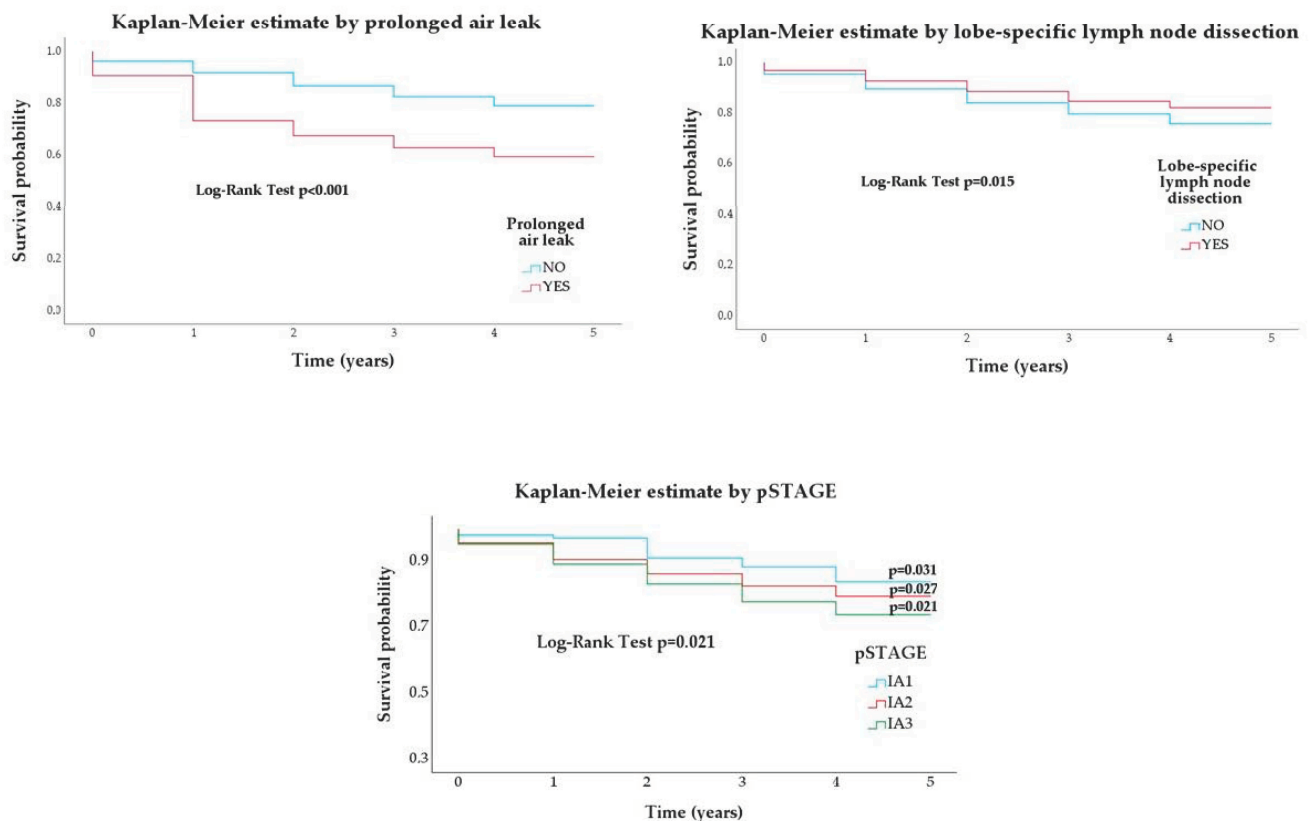 Kaplan-Meier estimate by prolonged air leak
Survival probability
1.0
0.8
0.6
0.4
0.2
0.0
Log-Rank Test p<0.001
Prolonged
air leak
NO
YES
0 1 2 3 4 5
Time (years)
Kaplan-Meier estimate by lobe-specific lymph node dissection
Survival probability
1.0
0.8
0.6
0.4
0.2
0.0
Log-Rank Test p=0.015
Lobe-specific
lymph node
dissection
NO
YES
0 1 2 3 4 5
Time (years)
Kaplan-Meier estimate by pSTAGE
Survival probability
0.9
0.7
0.5
0.3
p=0.031
p=0.027
p=0.021
Log-Rank Test p=0.021
pSTAGE
IA1
IA2
IA3
0 1 2 3 4 5
Time (years)